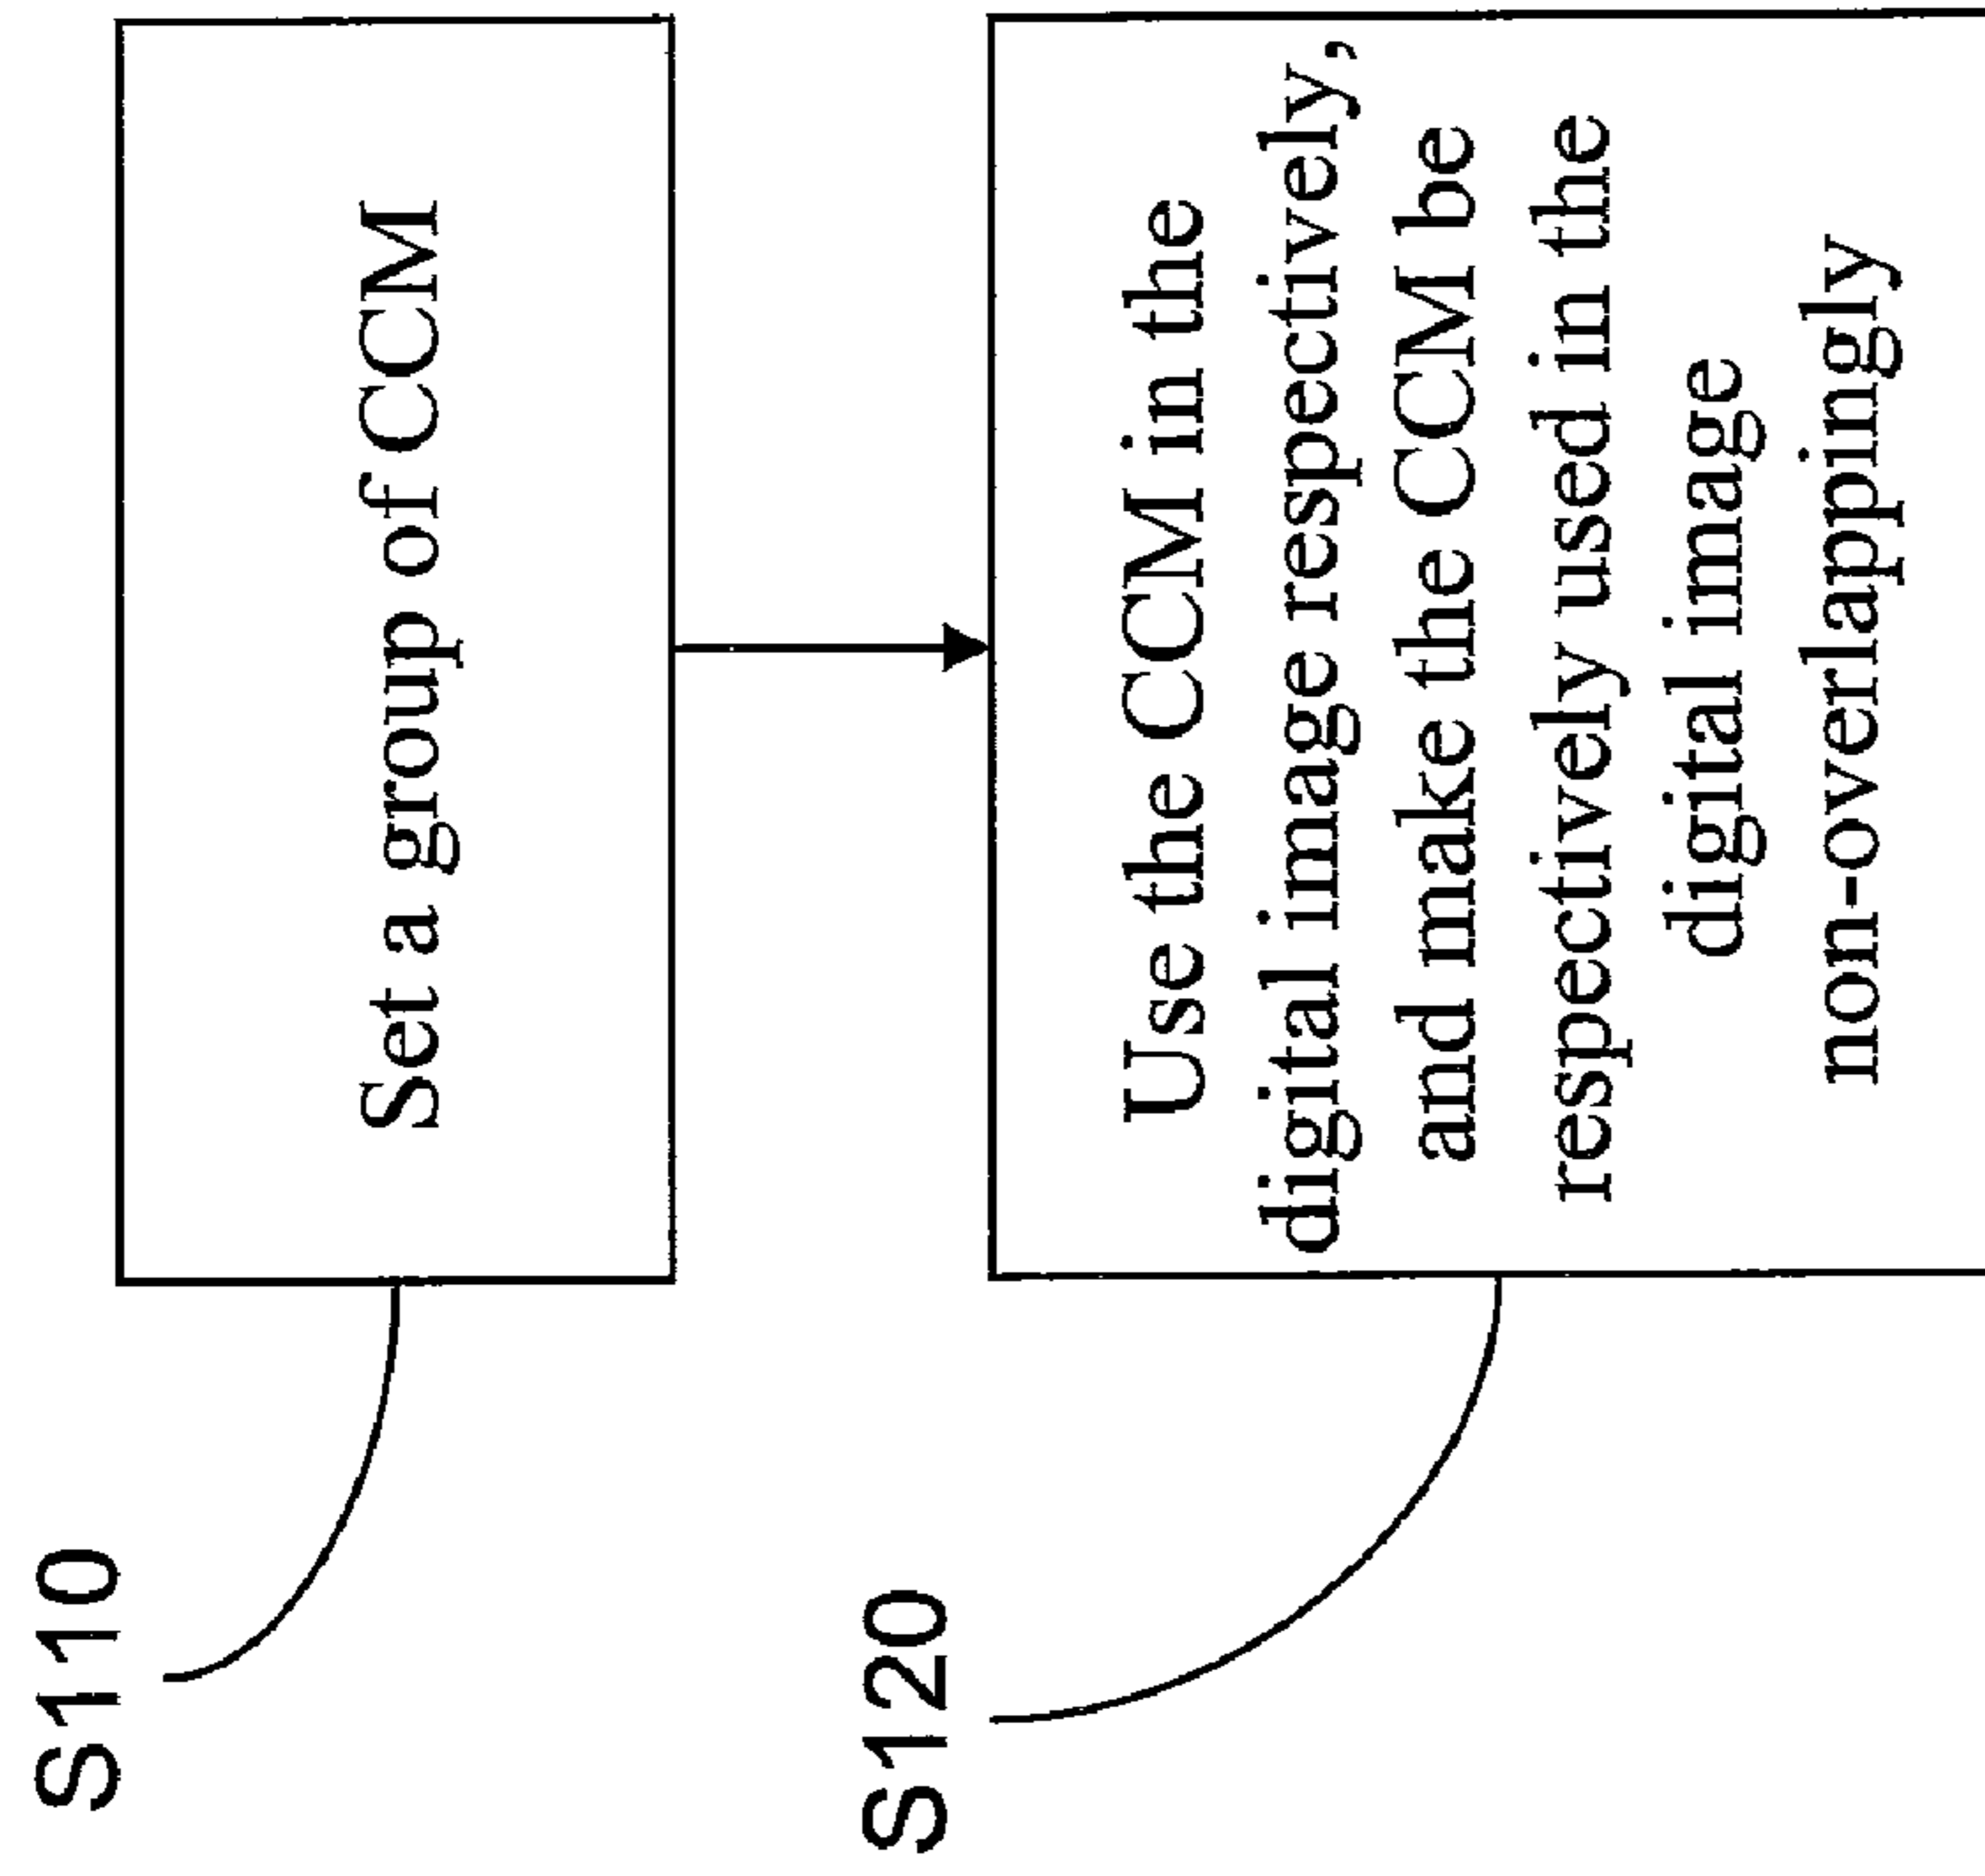 S110
Set a group of CCM
S120
Use the CCM in the
digital image respectively,
and make the CCM be
respectively used in the
digital image
non-overlappingly